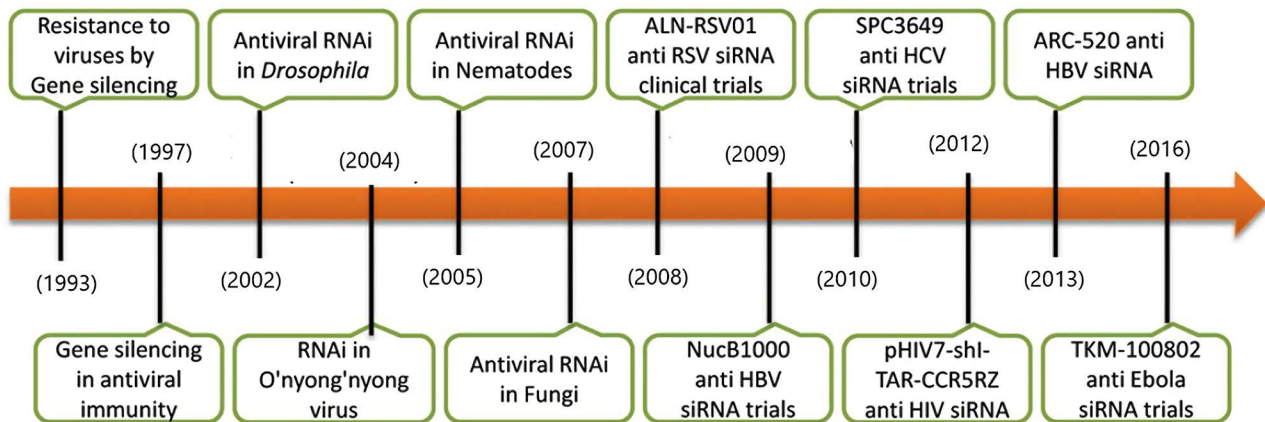 Resistance to
viruses by
Gene silencing
Antiviral RNAi
in Drosophila
Antiviral RNAi
in Nematodes
ALN-RSV01
anti RSV siRNA
clinical trials
SPC3649
anti HCV
siRNA trials
ARC-520 anti
HBV siRNA
(1997)
(2004)
(2007)
(2009)
(2012)
(2016)
(1993)
(2002)
(2005)
(2008)
(2010)
(2013)
Gene silencing
in antiviral
immunity
RNAi in
O'nyong'nyong
virus
Antiviral RNAi
in Fungi
NucB1000
anti HBV
siRNA trials
pHIV7-shI-
TAR-CCR5RZ
anti HIV siRNA
TKM-100802
anti Ebola
siRNA trials